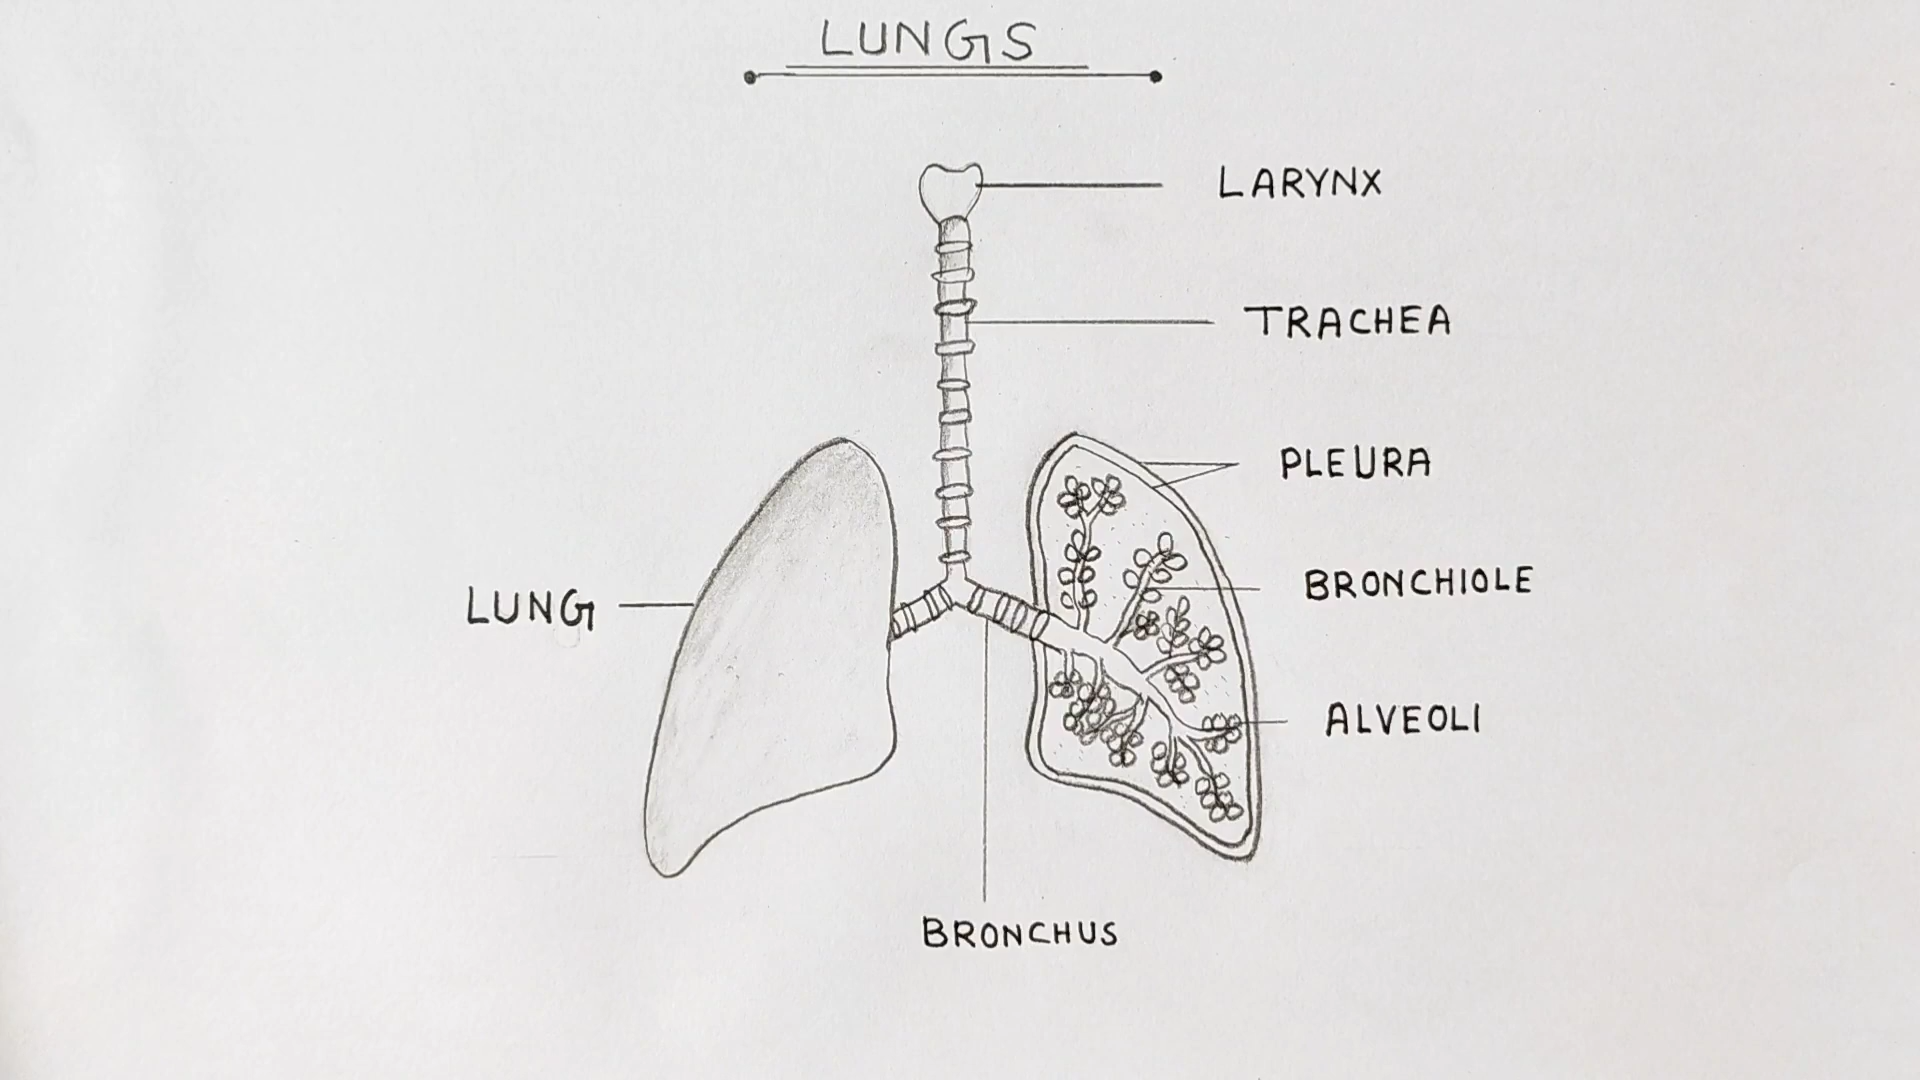 LUNGS
LARYNX
TRACHEA
PLEURA
BRONCHIOLE
LUNG
ALVEOLI
BRONCHUS